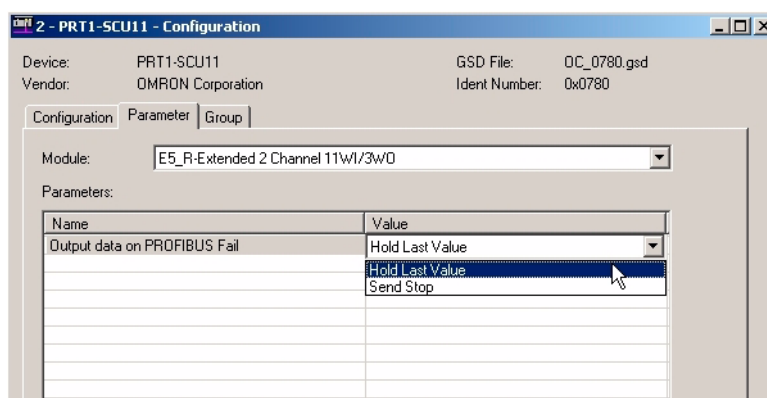 2 - PRT1-SCU11 - Configuration
Device: PRT1-SCU11 GSD File: OC_0780.gsd
Vendor: OMRON Corporation Ident Number: 0x0780
Configuration Parameter Group
Module: E5_R-Extended 2 Channel 11WI/3WO
Parameters:
Name Value
Output data on PROFIBUS Fail Hold Last Value
Hold Last Value
Send Stop